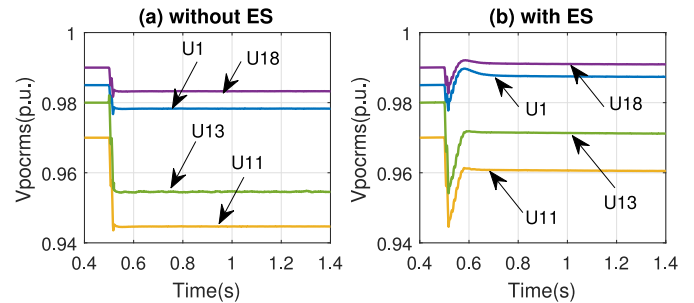 (a) without ES
Vpocrms(p.u.)
1
0.98
0.96
0.94
U1
U18
U13
U11
0.4 0.6 0.8 1 1.2 1.4
Time(s)
(b) with ES
Vpocrms(p.u.)
1
0.98
0.96
0.94
U1
U18
U11
U13
0.4 0.6 0.8 1 1.2 1.4
Time(s)